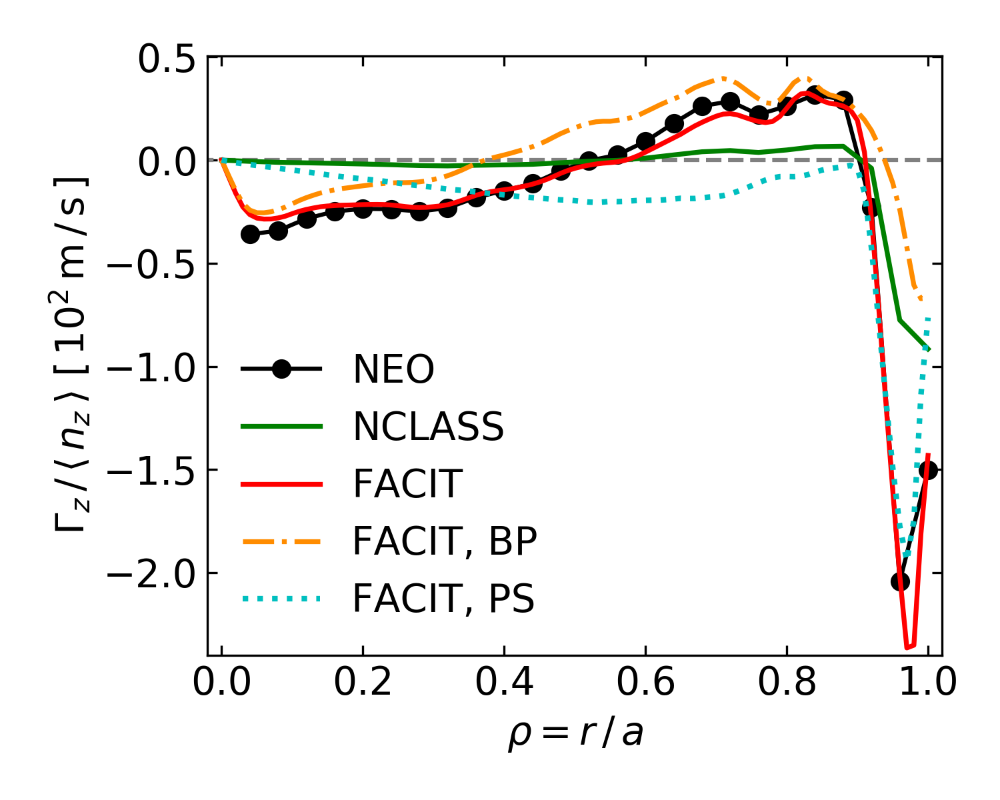 0.5
0.0
−0.5
−1.0
−1.5
−2.0
Γz / ⟨ nz ⟩ [ 10² m / s ]
NEO
NCLASS
FACIT
FACIT, BP
FACIT, PS
0.0 0.2 0.4 0.6 0.8 1.0
ρ = r / a